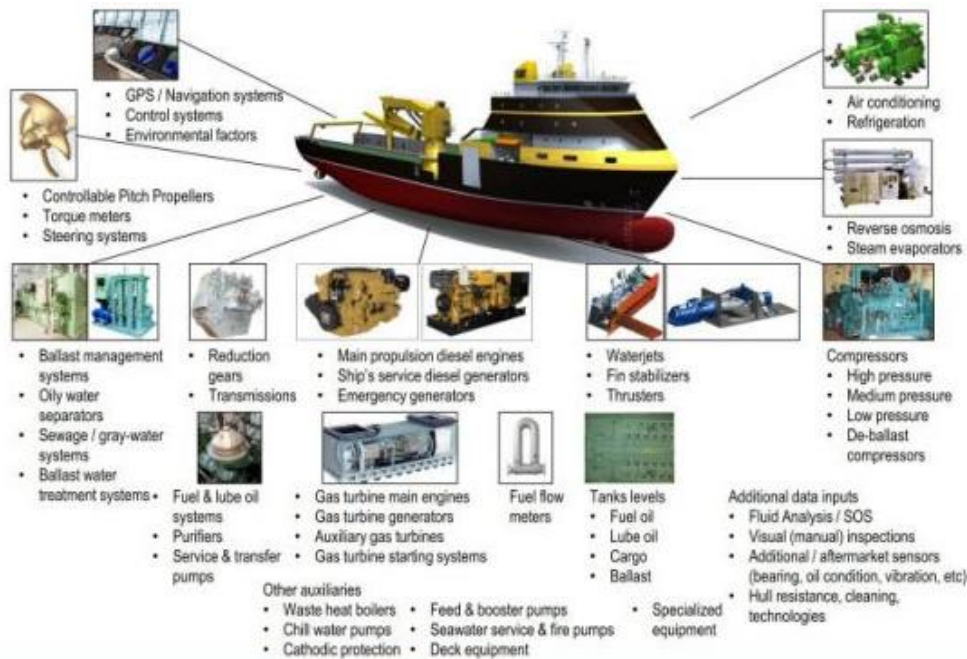 • GPS / Navigation systems
• Control systems
• Environmental factors
• Air conditioning
• Refrigeration
• Controllable Pitch Propellers
• Torque meters
• Steering systems
• Reverse osmosis
• Steam evaporators
• Ballast management
systems
• Oily water
separators
• Sewage / gray-water
systems
• Ballast water
treatment systems
• Reduction
gears
• Transmissions
• Main propulsion diesel engines
• Ship's service diesel generators
• Emergency generators
• Waterjets
• Fin stabilizers
• Thrusters
Compressors
• High pressure
• Medium pressure
• Low pressure
• De-ballast
compressors
• Fuel & lube oil
systems
• Purifiers
• Service & transfer
pumps
• Gas turbine main engines
• Gas turbine generators
• Auxiliary gas turbines
• Gas turbine starting systems
Fuel flow
meters
Tanks levels
• Fuel oil
• Lube oil
• Cargo
• Ballast
Additional data inputs
• Fluid Analysis / SOS
• Visual (manual) inspections
• Additional / aftermarket sensors
(bearing, oil condition, vibration, etc)
• Hull resistance, cleaning,
technologies
Other auxiliaries
• Waste heat boilers
• Chill water pumps
• Cathodic protection
• Feed & booster pumps
• Seawater service & fire pumps
• Deck equipment
• Specialized
equipment